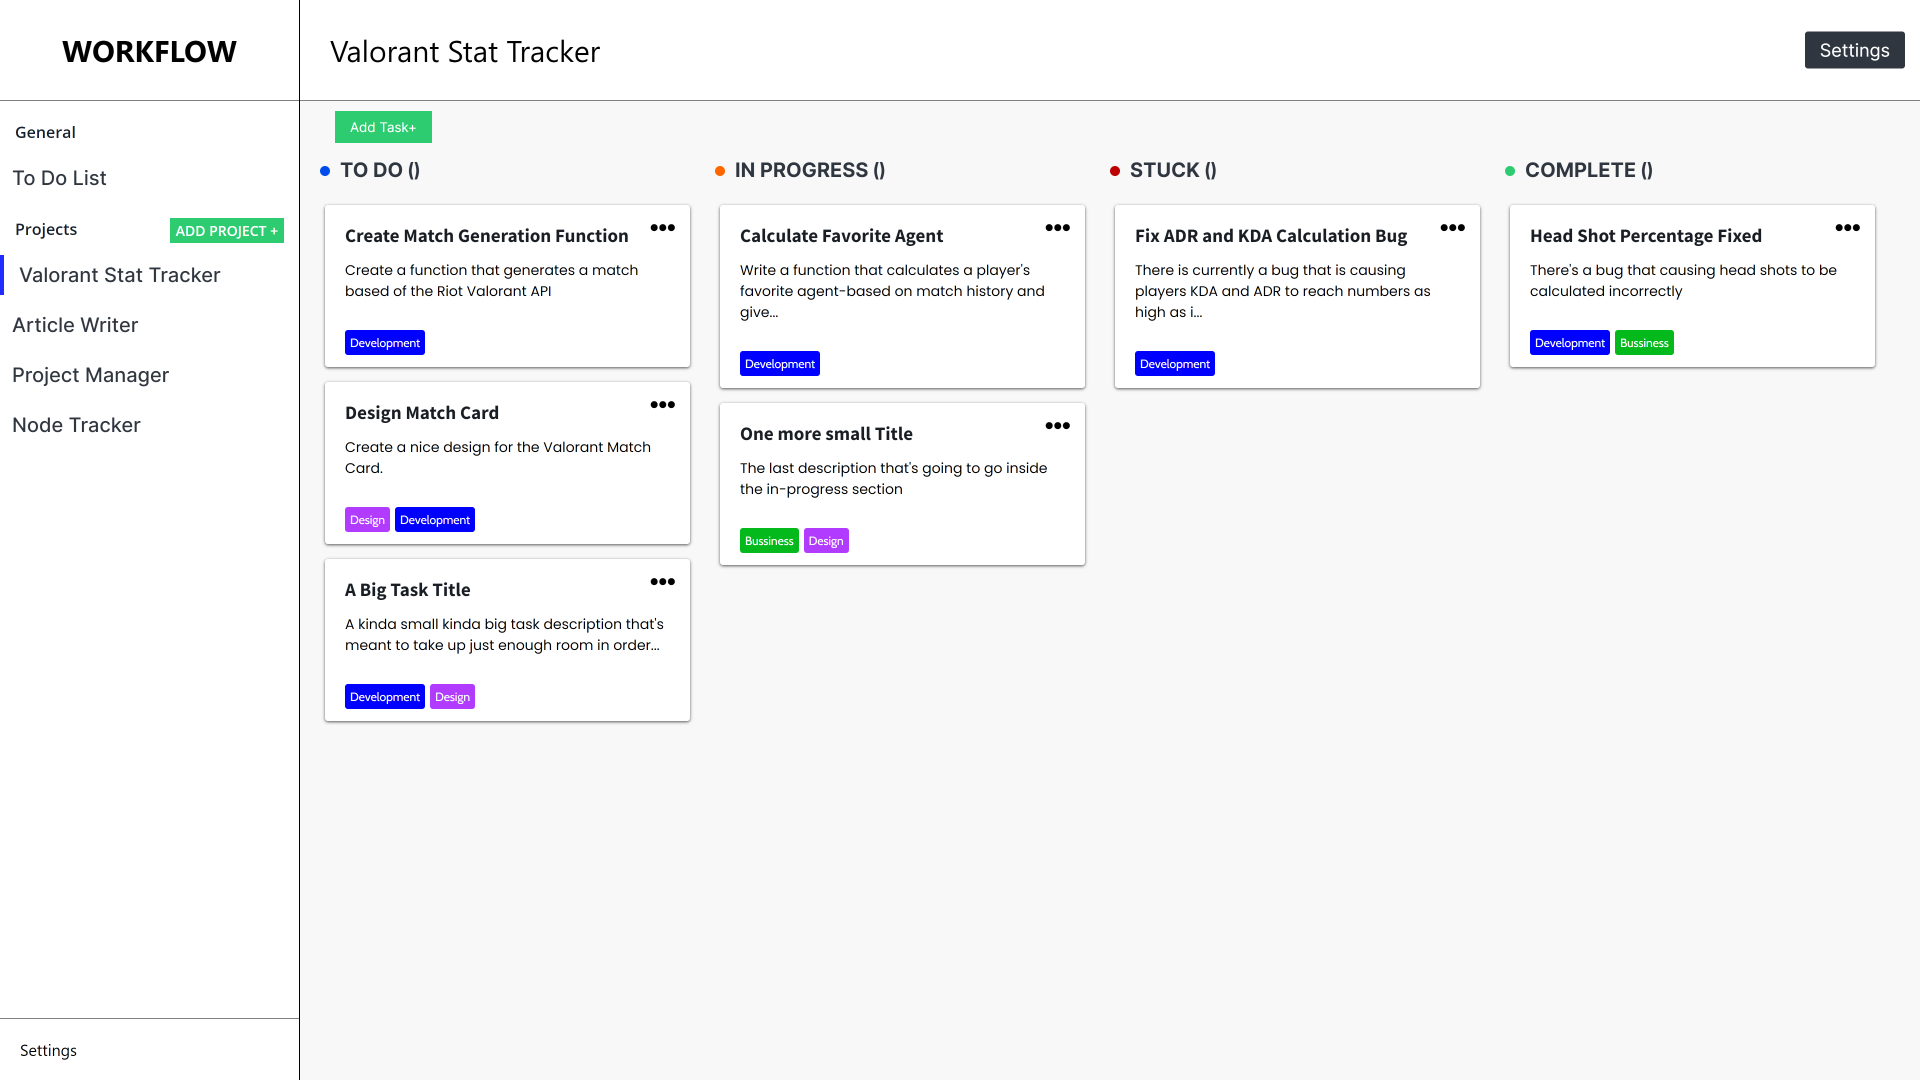 WORKFLOW
General
To Do List
Projects
ADD PROJECT +
Valorant Stat Tracker
Article Writer
Project Manager
Node Tracker
Settings
Valorant Stat Tracker
Settings
Add Task+
TO DO ()
Create Match Generation Function
Create a function that generates a match
based of the Riot Valorant API
Development
Design Match Card
Create a nice design for the Valorant Match
Card.
Design Development
A Big Task Title
A kinda small kinda big task description that's
meant to take up just enough room in order...
Development Design
IN PROGRESS ()
Calculate Favorite Agent
Write a function that calculates a player's
favorite agent-based on match history and
give...
Development
One more small Title
The last description that's going to go inside
the in-progress section
Bussiness Design
STUCK ()
Fix ADR and KDA Calculation Bug
There is currently a bug that is causing
players KDA and ADR to reach numbers as
high as i...
Development
COMPLETE ()
Head Shot Percentage Fixed
There's a bug that causing head shots to be
calculated incorrectly
Development Bussiness